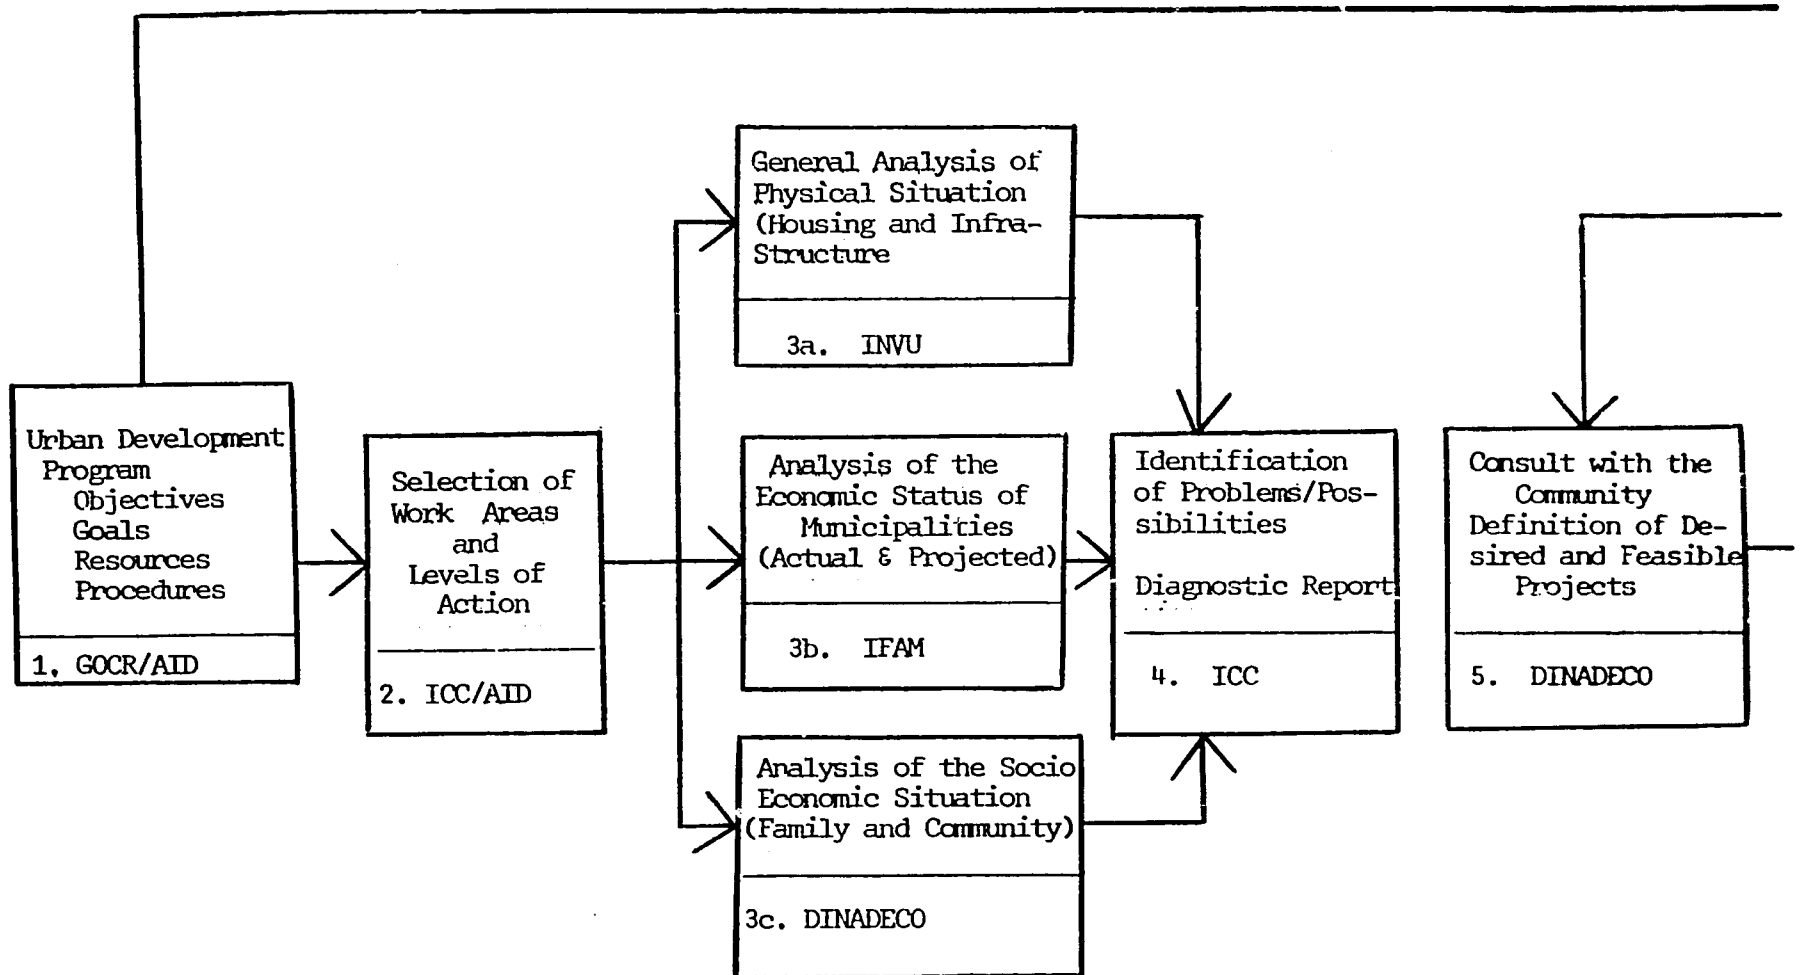 Urban Development
Program
Objectives
Goals
Resources
Procedures
1. GOCR/AID
Selection of
Work Areas
and
Levels of
Action
2. ICC/AID
General Analysis of
Physical Situation
(Housing and Infra-
Structure
3a. INVU
Analysis of the
Economic Status of
Municipalities
(Actual & Projected)
3b. IFAM
Analysis of the Socio
Economic Situation
(Family and Community)
3c. DINADECO
Identification
of Problems/Pos-
sibilities
Diagnostic Report
4. ICC
Consult with the
Community
Definition of De-
sired and Feasible
Projects
5. DINADECO